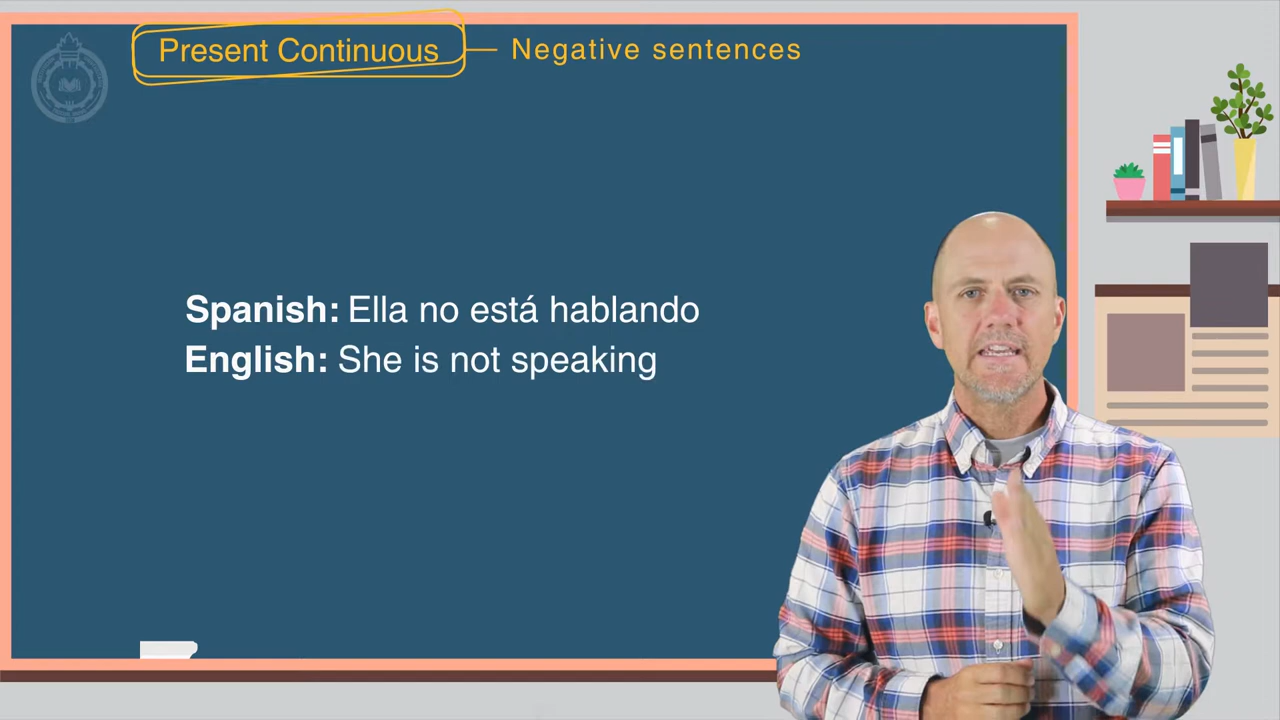 Present Continuous — Negative sentences
Spanish: Ella no está hablando
English: She is not speaking